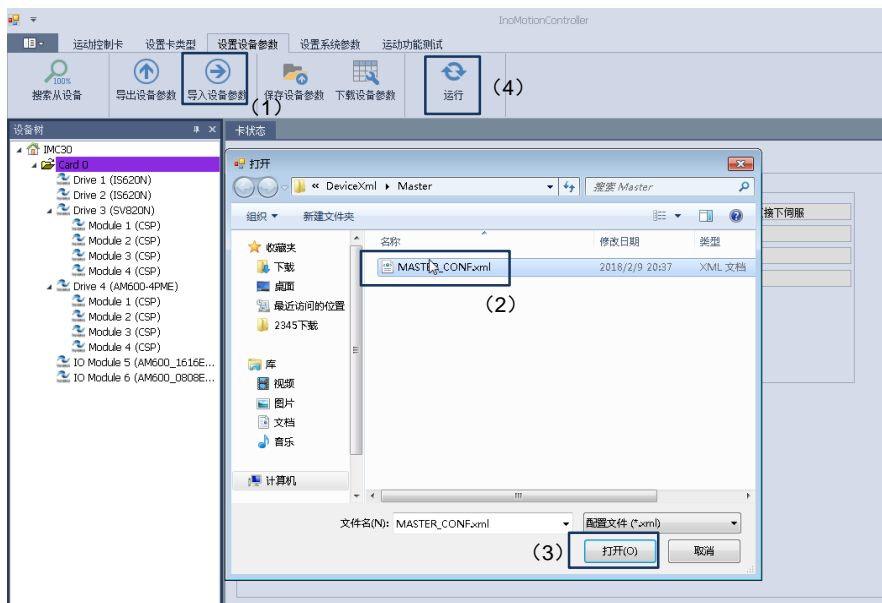 InoMotionController
运动控制卡 设置卡类型 设置设备参数 设置系统参数 运动功能测试
100%
搜索从设备 导出设备参数 导入设备参数 保存设备参数 下载设备参数 运行
(1)
(4)
设备树
卡状态
IMC30
Card 0
Drive 1 (IS620N)
Drive 2 (IS620N)
Drive 3 (SV820N)
Module 1 (CSP)
Module 2 (CSP)
Module 3 (CSP)
Module 4 (CSP)
Drive 4 (AM600-4PME)
Module 1 (CSP)
Module 2 (CSP)
Module 3 (CSP)
Module 4 (CSP)
IO Module 5 (AM600_1616E...
IO Module 6 (AM600_0808E...
打开
« DeviceXml ▸ Master
搜索 Master
组织 新建文件夹
收藏夹
下载
桌面
最近访问的位置
2345下载
库
视频
图片
文档
音乐
计算机
名称 修改日期 类型
MASTER_CONF.xml 2018/2/9 20:37 XML 文档
(2)
文件名(N): MASTER_CONF.xml 配置文件 (*.xml)
(3)
打开(O) 取消
接下伺服